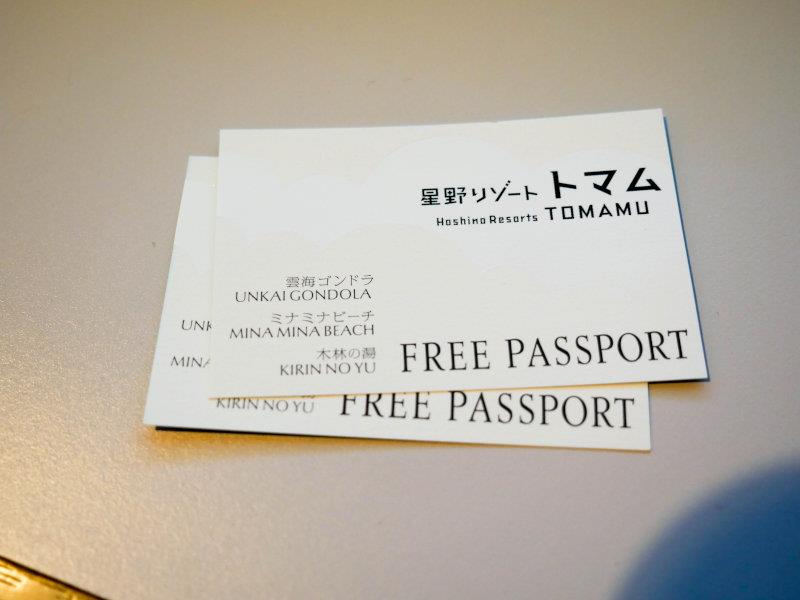 星野リゾート トマム
Hoshino Resorts TOMAMU
雲海ゴンドラ
UNKAI GONDOLA
ミナミナビーチ
MINA MINA BEACH
木林の湯
KIRIN NO YU
FREE PASSPORT
UNK
MINA
KIRIN NO YU
FREE PASSPORT